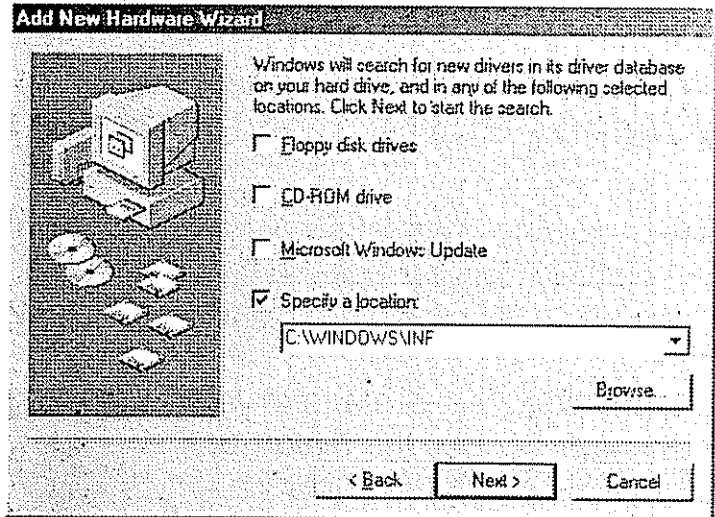 Add New Hardware Wizard
Windows will search for new drivers in its driver database
on your hard drive, and in any of the following selected
locations. Click Next to start the search.
Floppy disk drives
CD-ROM drive
Microsoft Windows Update
Specify a location:
C:\WINDOWS\INF
Browse...
< Back
Next >
Cancel